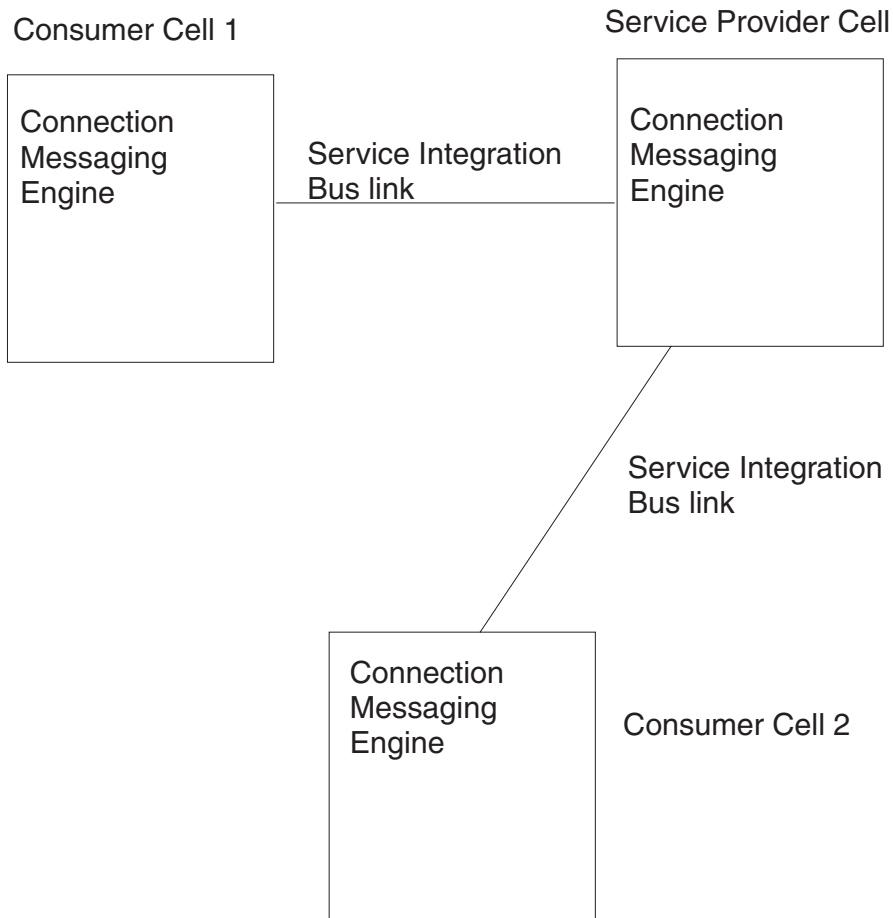 Consumer Cell 1
Service Provider Cell
Connection
Messaging
Engine
Service Integration
Bus link
Connection
Messaging
Engine
Service Integration
Bus link
Connection
Messaging
Engine
Consumer Cell 2